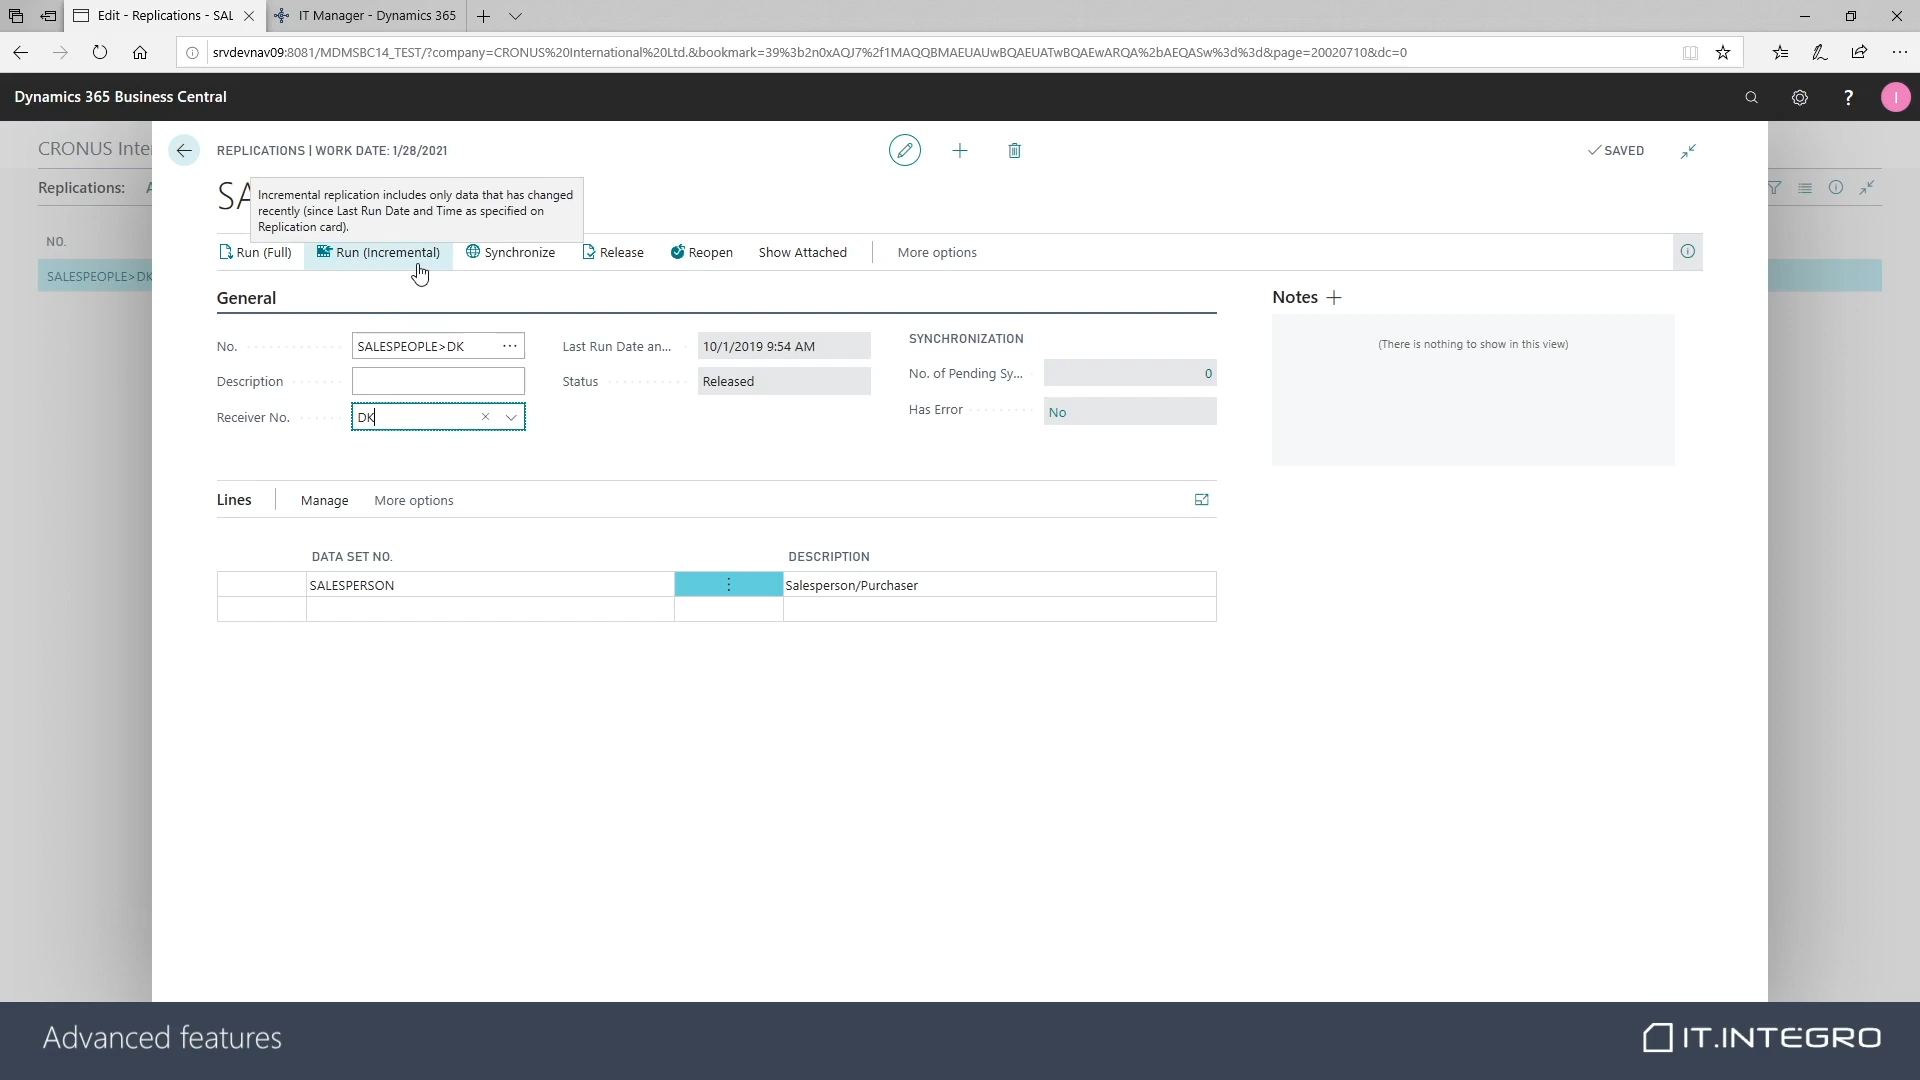 Edit - Replications - SAL
IT Manager - Dynamics 365
srvdevnav09:8081/MDMSBC14_TEST/?company=CRONUS%20International%20Ltd.&bookmark=39%3b2n0xAQJ7%2f1MAQQBMAEUAUwBQAEUATwBQAEwARQA%2bAEQASw%3d%3d&page=20020710&dc=0
Dynamics 365 Business Central
I
CRONUS Inte
REPLICATIONS | WORK DATE: 1/28/2021
SAVED
Replications: A
SA
Incremental replication includes only data that has changed
recently (since Last Run Date and Time as specified on
Replication card).
NO.
Run (Full)
Run (Incremental)
Synchronize
Release
Reopen
Show Attached
More options
SALESPEOPLE>DK
General
Notes
No.
SALESPEOPLE>DK
Last Run Date an...
10/1/2019 9:54 AM
SYNCHRONIZATION
(There is nothing to show in this view)
Description
Status
Released
No. of Pending Sy...
0
Receiver No.
DK
Has Error
No
Lines
Manage
More options
DATA SET NO.
DESCRIPTION
SALESPERSON
Salesperson/Purchaser
Advanced features
IT.INTEGRO